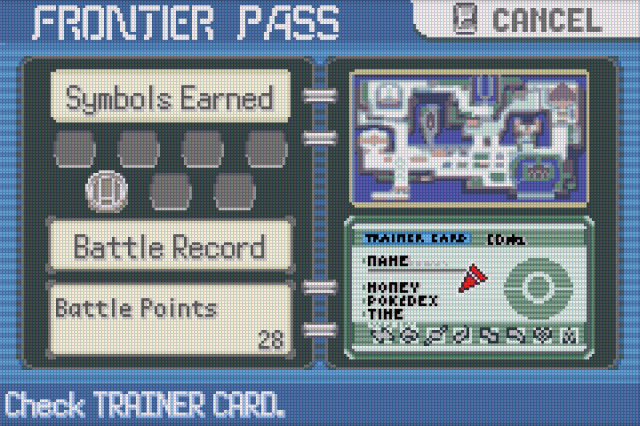 FRONTIER PASS
CANCEL
Symbols Earned
Battle Record
Battle Points
28
TRAINER CARD
NAME
MONEY
POKéDEX
TIME
Check TRAINER CARD.